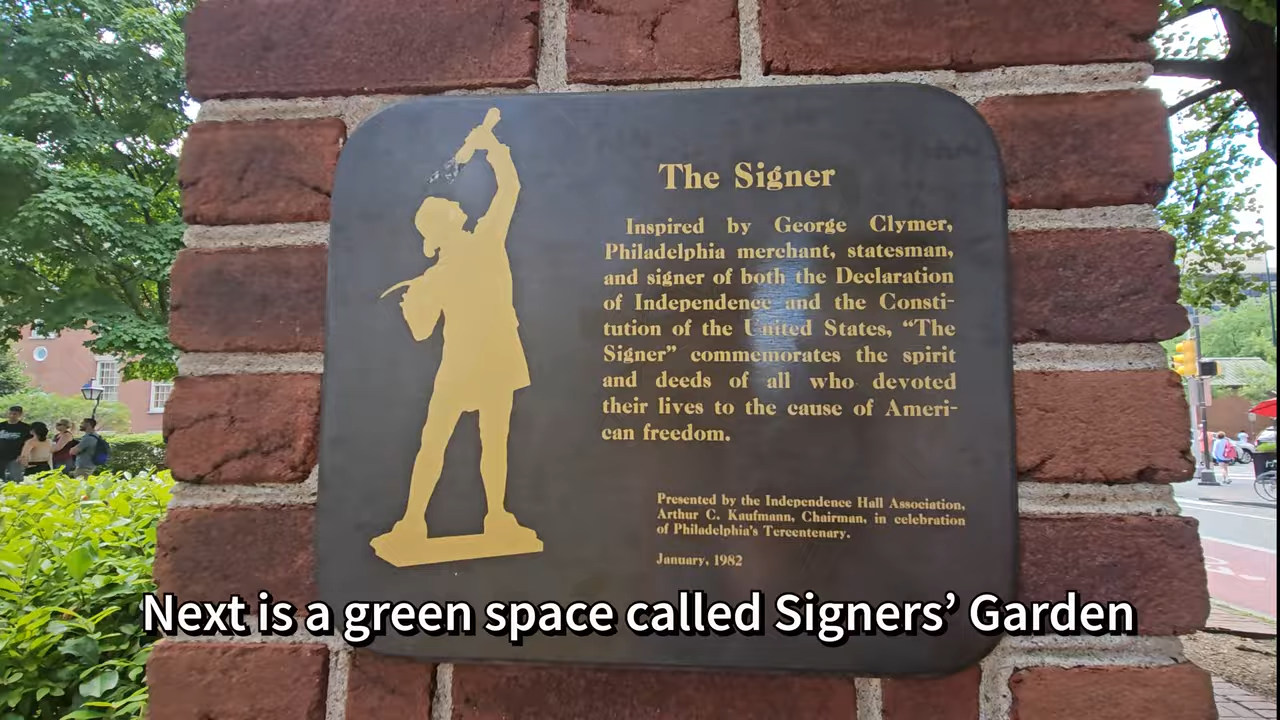 The Signer
Inspired by George Clymer,
Philadelphia merchant, statesman,
and signer of both the Declaration
of Independence and the Consti-
tution of the United States, “The
Signer” commemorates the spirit
and deeds of all who devoted
their lives to the cause of Ameri-
can freedom.
Presented by the Independence Hall Association,
Arthur C. Kaufmann, Chairman, in celebration
of Philadelphia's Tercentenary.
January, 1982
Next is a green space called Signers’ Garden